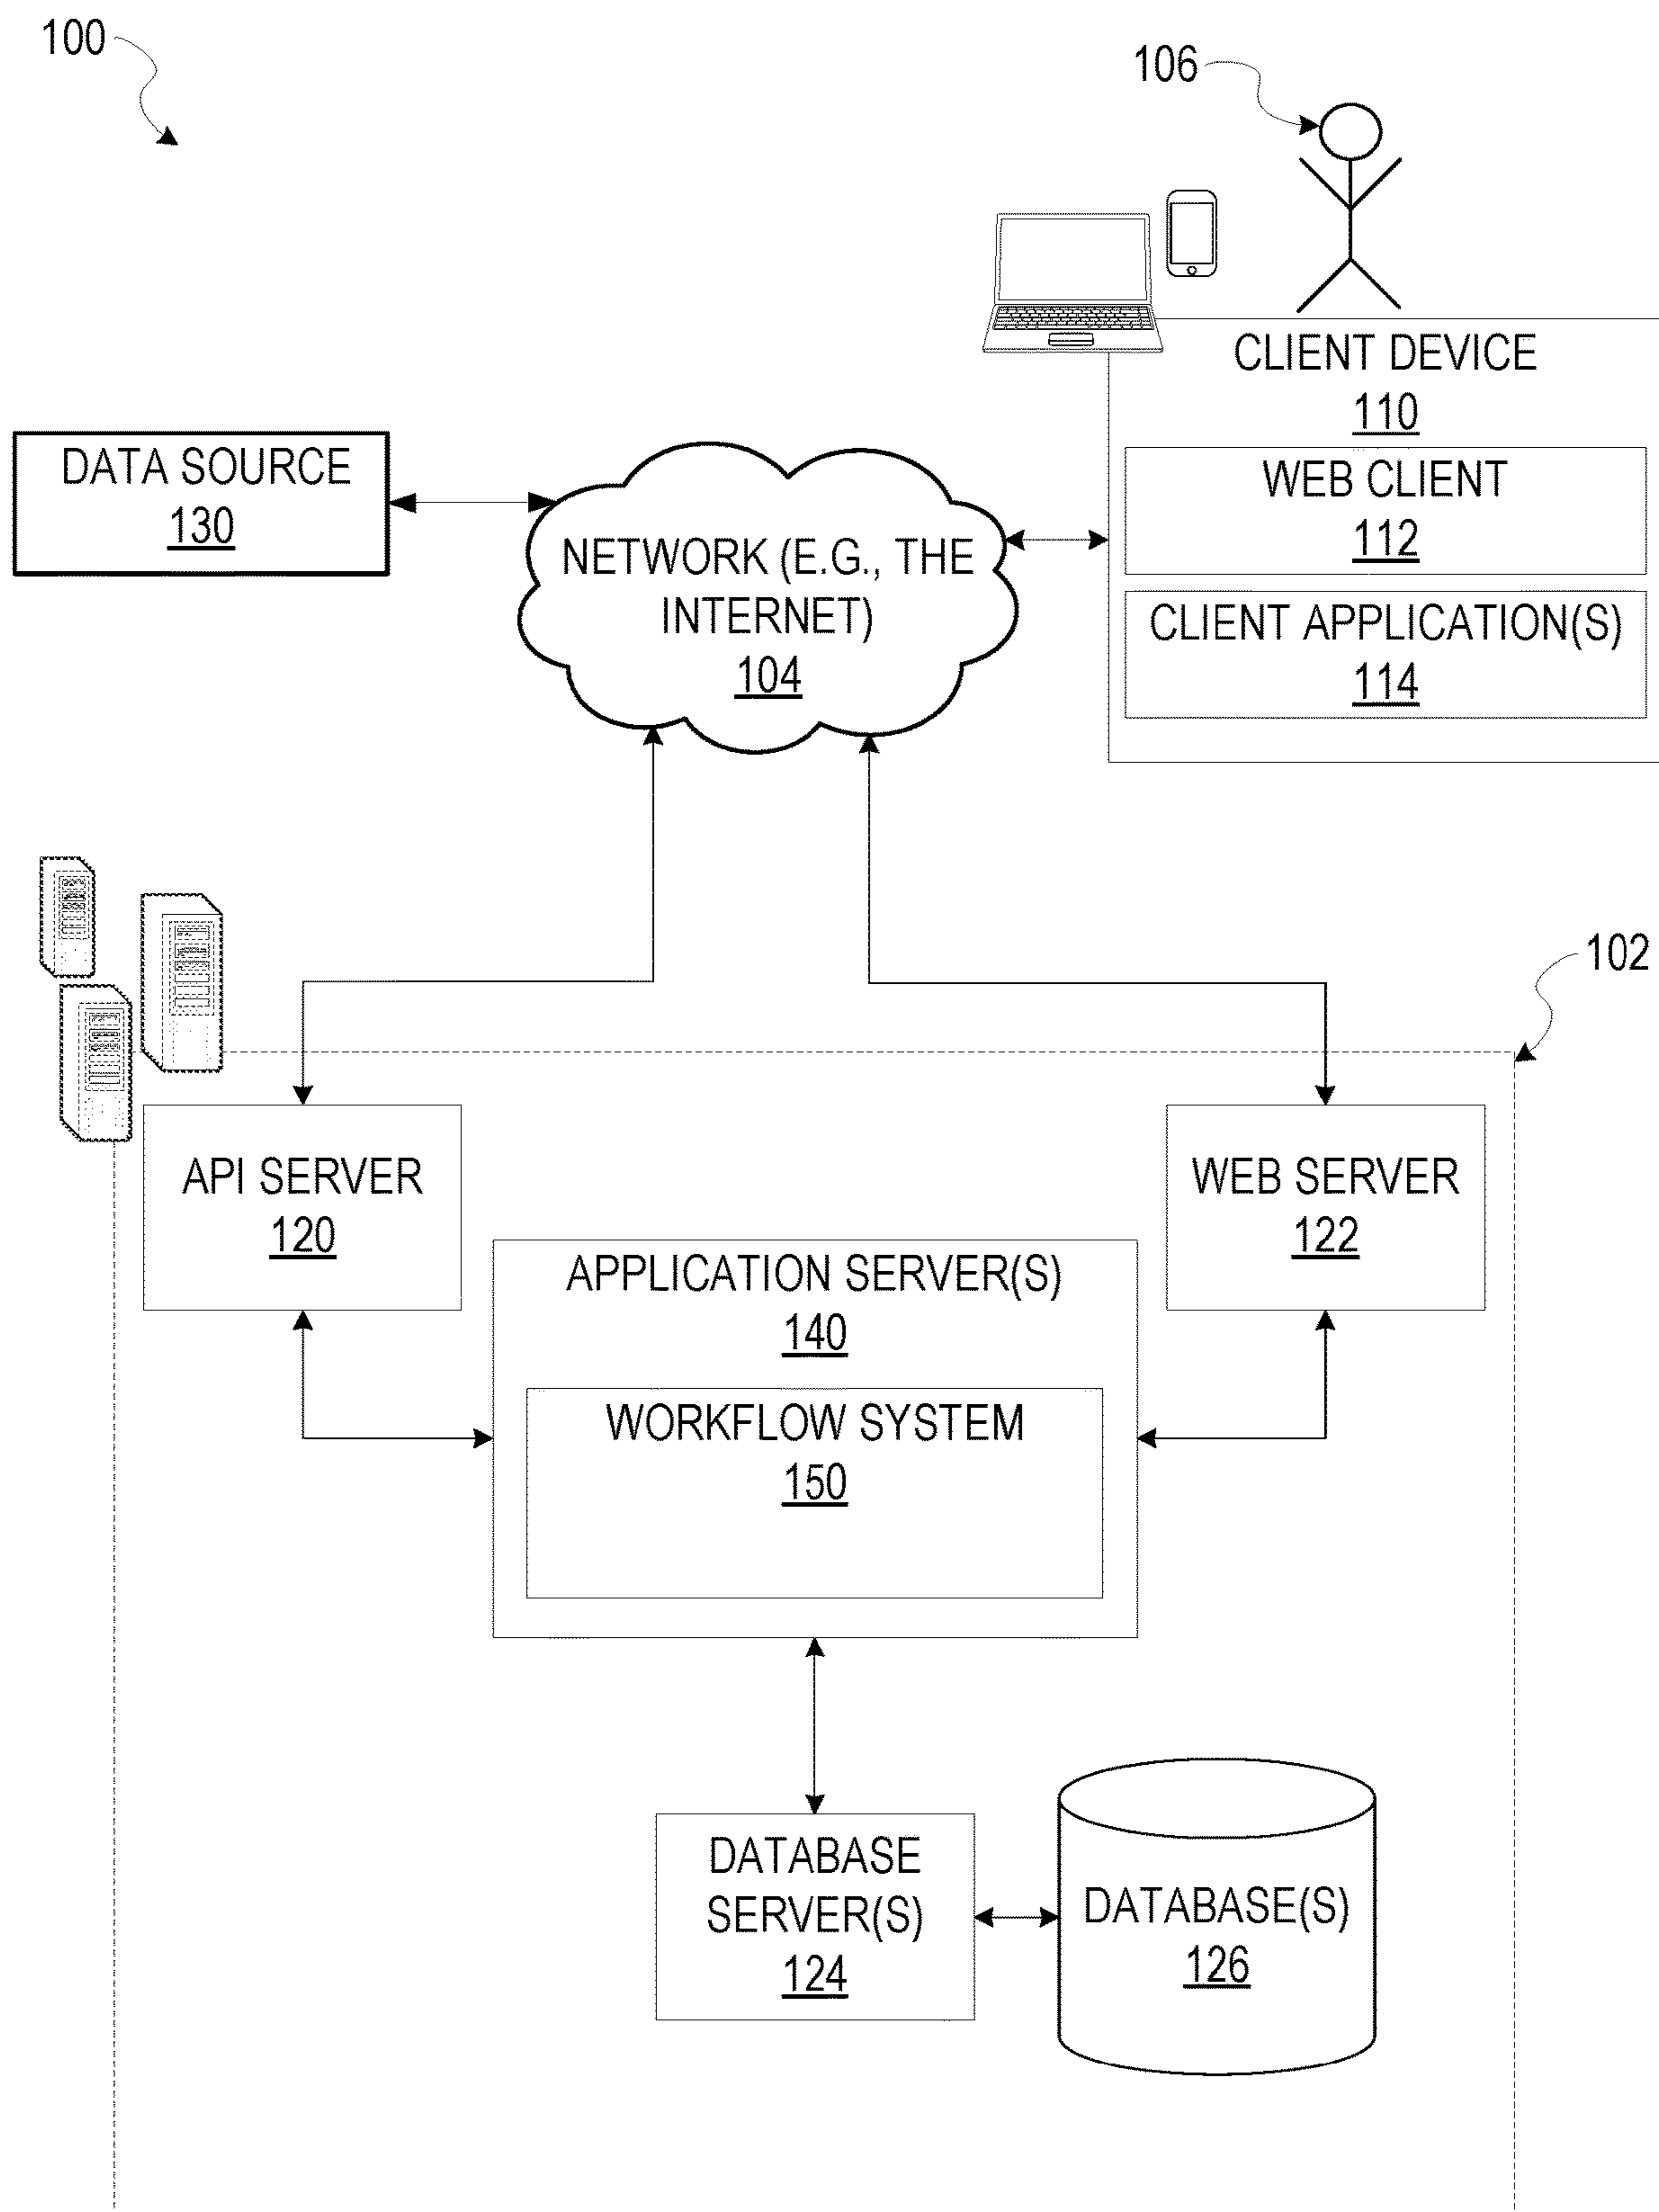 100
106
CLIENT DEVICE
110
DATA SOURCE
130
WEB CLIENT
112
NETWORK (E.G., THE
INTERNET)
104
CLIENT APPLICATION(S)
114
102
API SERVER
120
WEB SERVER
122
APPLICATION SERVER(S)
140
WORKFLOW SYSTEM
150
DATABASE
SERVER(S)
124
DATABASE(S)
126